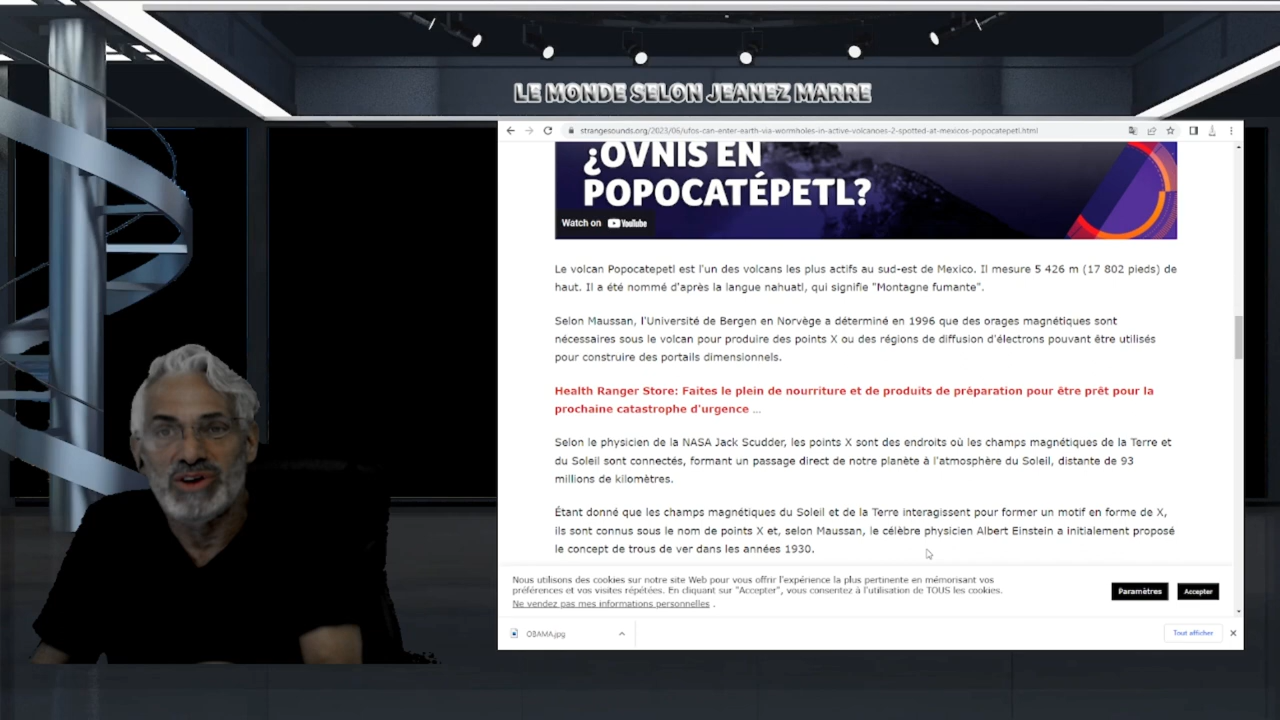 LE MONDE SELON JEANEZ MARRE
strangesounds.org/2023/06/ufos-can-enter-earth-via-wormholes-in-active-volcanoes-2-spotted-at-mexicos-popocatepetl.html
¿OVNIS EN
POPOCATÉPETL?
Watch on YouTube
Le volcan Popocatepetl est l'un des volcans les plus actifs au sud-est de Mexico. Il mesure 5 426 m (17 802 pieds) de
haut. Il a été nommé d'après la langue nahuatl, qui signifie "Montagne fumante".
Selon Maussan, l'Université de Bergen en Norvège a déterminé en 1996 que des orages magnétiques sont
nécessaires sous le volcan pour produire des points X ou des régions de diffusion d'électrons pouvant être utilisés
pour construire des portails dimensionnels.
Health Ranger Store: Faites le plein de nourriture et de produits de préparation pour être prêt pour la
prochaine catastrophe d'urgence ...
Selon le physicien de la NASA Jack Scudder, les points X sont des endroits où les champs magnétiques de la Terre et
du Soleil sont connectés, formant un passage direct de notre planète à l'atmosphère du Soleil, distante de 93
millions de kilomètres.
Étant donné que les champs magnétiques du Soleil et de la Terre interagissent pour former un motif en forme de X,
ils sont connus sous le nom de points X et, selon Maussan, le célèbre physicien Albert Einstein a initialement proposé
le concept de trous de ver dans les années 1930.
Nous utilisons des cookies sur notre site Web pour vous offrir l'expérience la plus pertinente en mémorisant vos
préférences et vos visites répétées. En cliquant sur "Accepter", vous consentez à l'utilisation de TOUS les cookies.
Ne vendez pas mes informations personnelles .
Paramètres
Accepter
OBAMA.jpg
Tout afficher